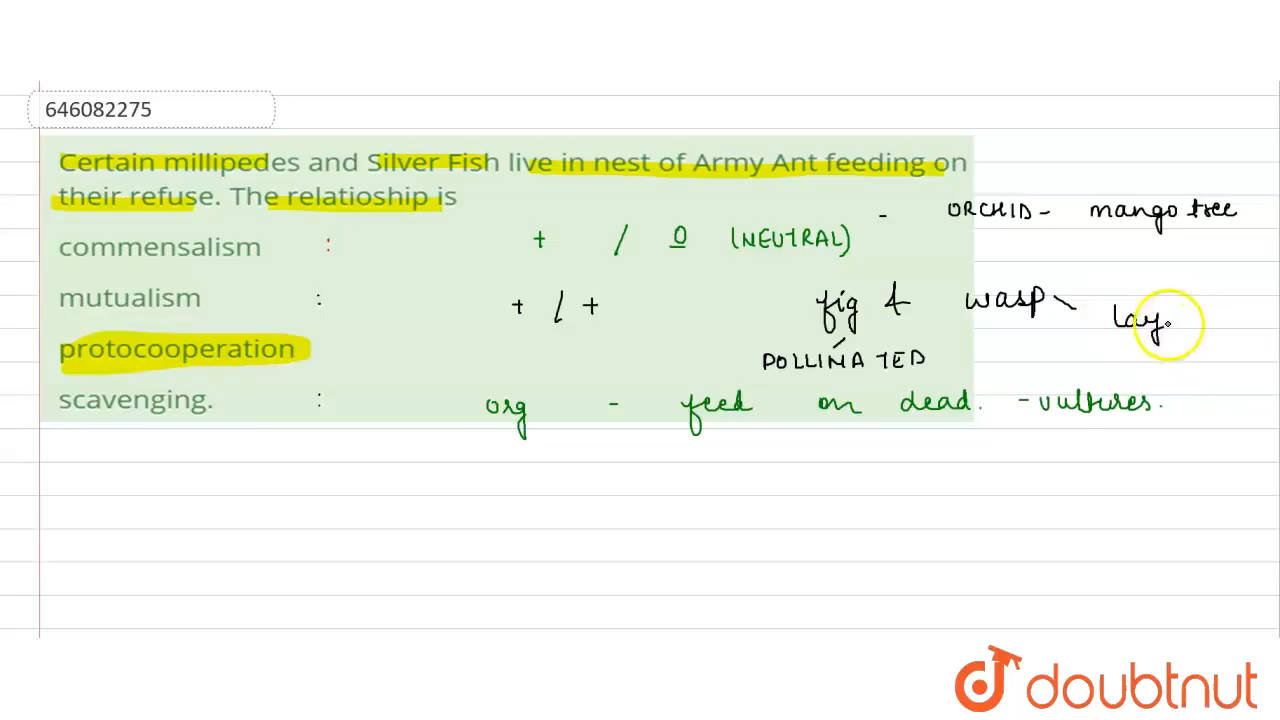 646082275
Certain millipedes and Silver Fish live in nest of Army Ant feeding on
their refuse. The relatioship is
- ORCHID - mango tree
commensalism : + / 0 (NEUTRAL)
mutualism : + / + fig & wasp
lay
protocooperation
POLLINATED
scavenging. : org - feed on dead. - vultures.
doubtnut